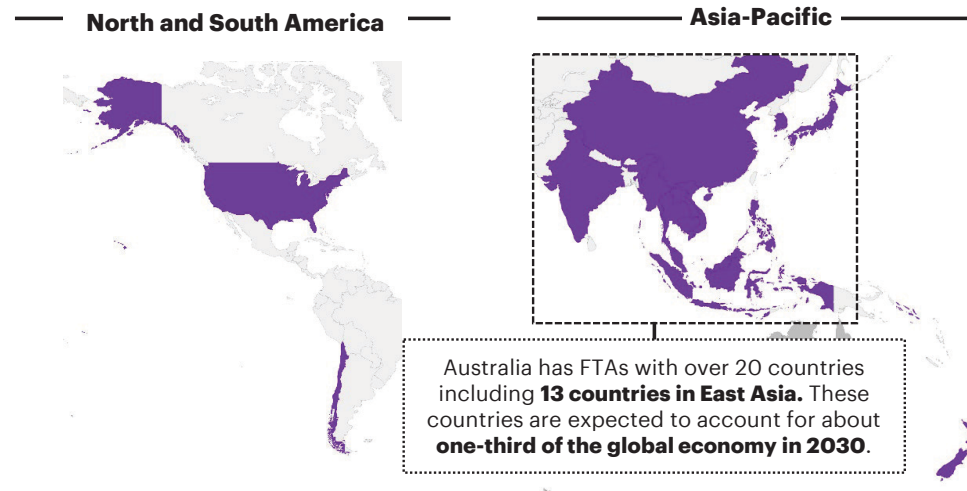 North and South America
Asia-Pacific
Australia has FTAs with over 20 countries
including 13 countries in East Asia. These
countries are expected to account for about
one-third of the global economy in 2030.